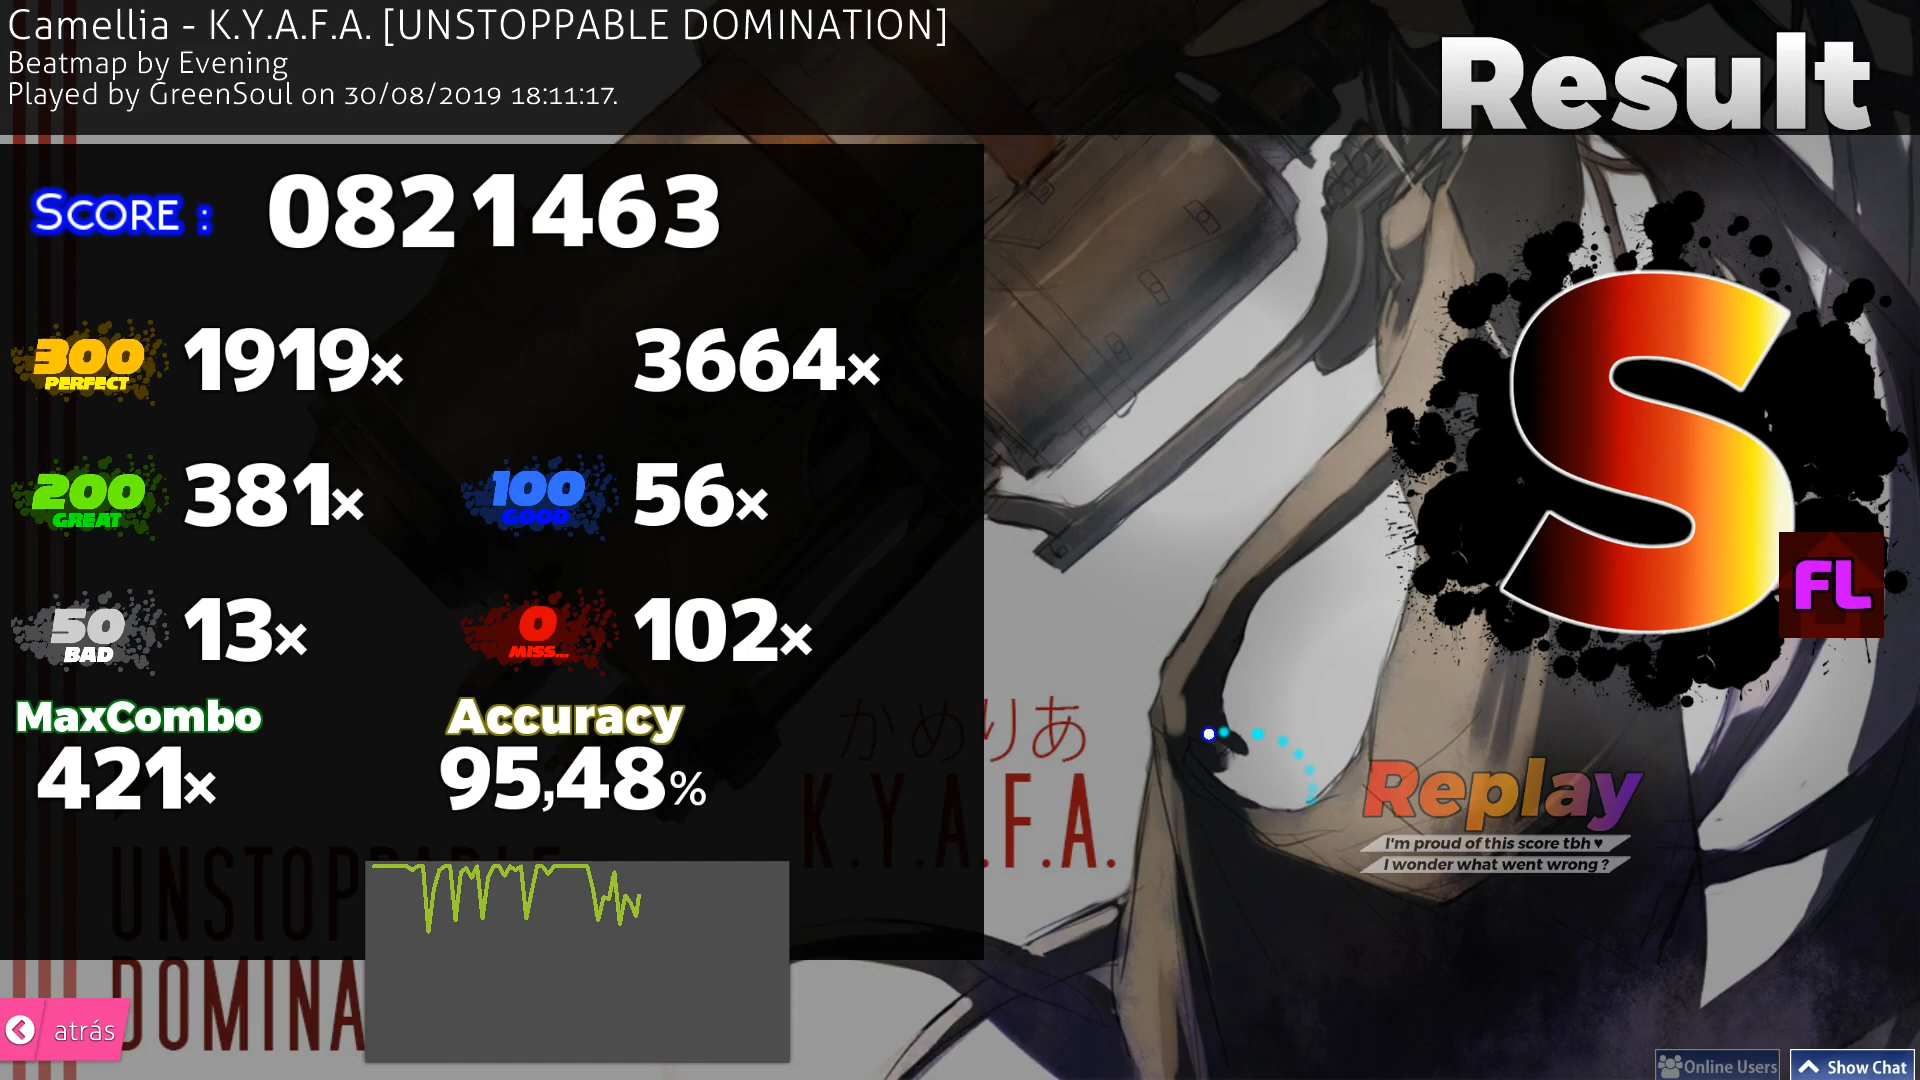 Camellia - K.Y.A.F.A. [UNSTOPPABLE DOMINATION]
Beatmap by Evening
Played by GreenSoul on 30/08/2019 18:11:17.
Result
SCORE : 0821463
300 PERFECT 1919x 3664x
200 GREAT 381x 100 GOOD 56x
50 BAD 13x 0 MISS... 102x
MaxCombo Accuracy
421x 95,48%
S
FL
かめりあ
K.Y.A.F.A.
UNSTOPPABLE
DOMINA
Replay
I'm proud of this score tbh ♥
I wonder what went wrong ?
atrás
Online Users
Show Chat